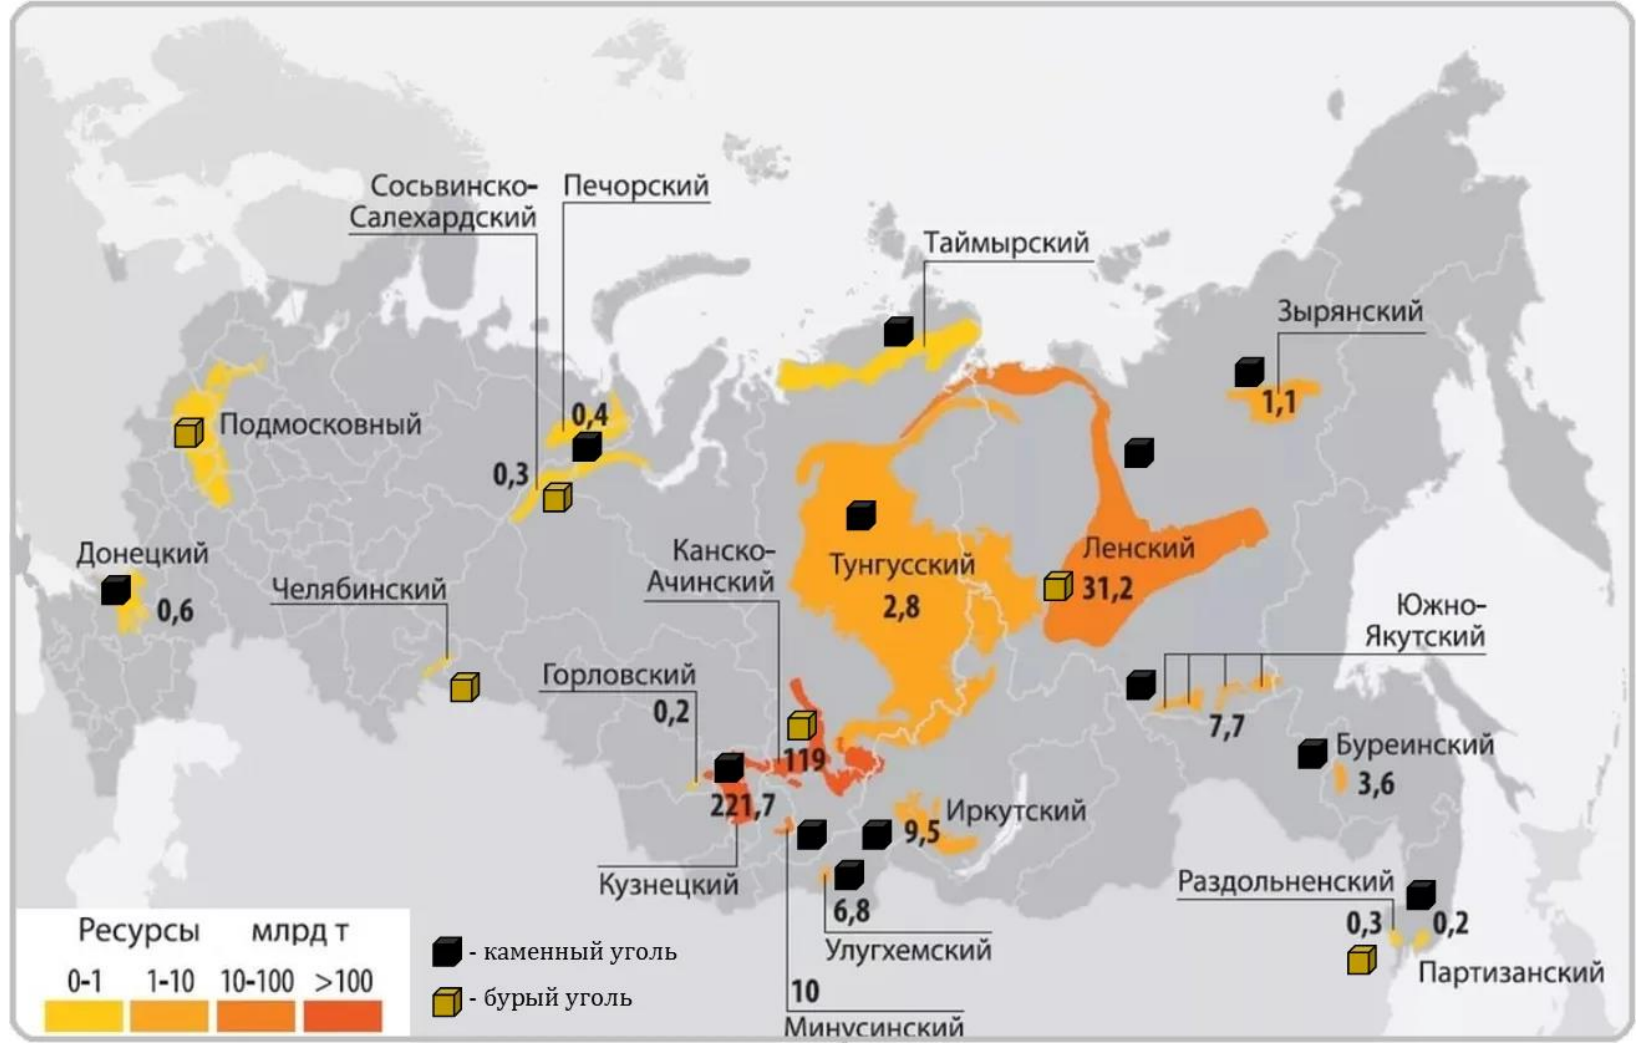 Сосьвинско-
Салехардский
Печорский
Таймырский
Зырянский
0,4
1,1
Подмосковный
0,3
Донецкий
0,6
Челябинский
Канско-
Ачинский
Тунгусский
2,8
Ленский
31,2
Южно-
Якутский
7,7
Горловский
0,2
119
221,7
Буреинский
3,6
Иркутский
9,5
Кузнецкий
6,8
Улугхемский
10
Минусинский
Раздольненский
0,3
0,2
Партизанский
Ресурсы млрд т
0-1 1-10 10-100 >100
- каменный уголь
- бурый уголь